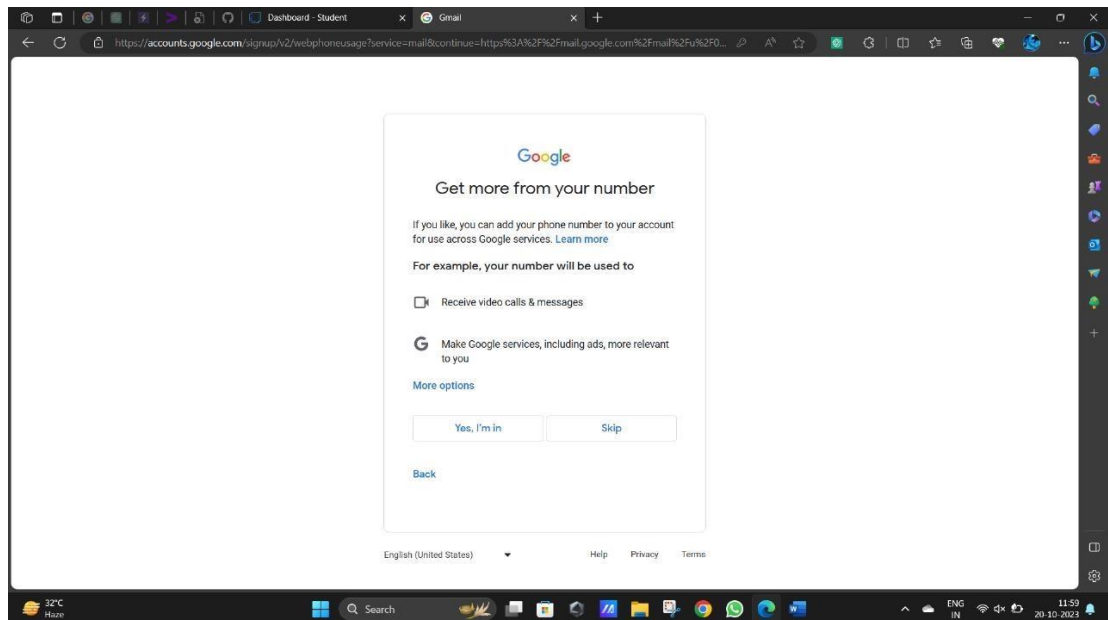 Dashboard - Student
Gmail
https://accounts.google.com/signup/v2/webphoneusage?service=mail&continue=https%3A%2F%2Fmail.google.com%2Fmail%2Fu%2F0...
Google
Get more from your number
If you like, you can add your phone number to your account
for use across Google services. Learn more
For example, your number will be used to
Receive video calls & messages
G Make Google services, including ads, more relevant
to you
More options
Yes, I'm in Skip
Back
English (United States) Help Privacy Terms
32°C
Haze
Search
ENG
IN
11:59
20-10-2023